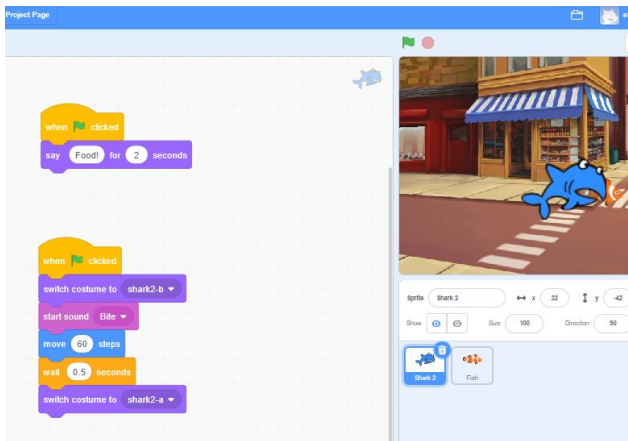 Project Page
when clicked
say Food! for 2 seconds
when clicked
switch costume to shark2-b
start sound Bite
move 60 steps
wait 0.5 seconds
switch costume to shark2-a
Sprite Shark 2 x 32 y -42
Show Size 100 Direction 90
Shark 2 Fish